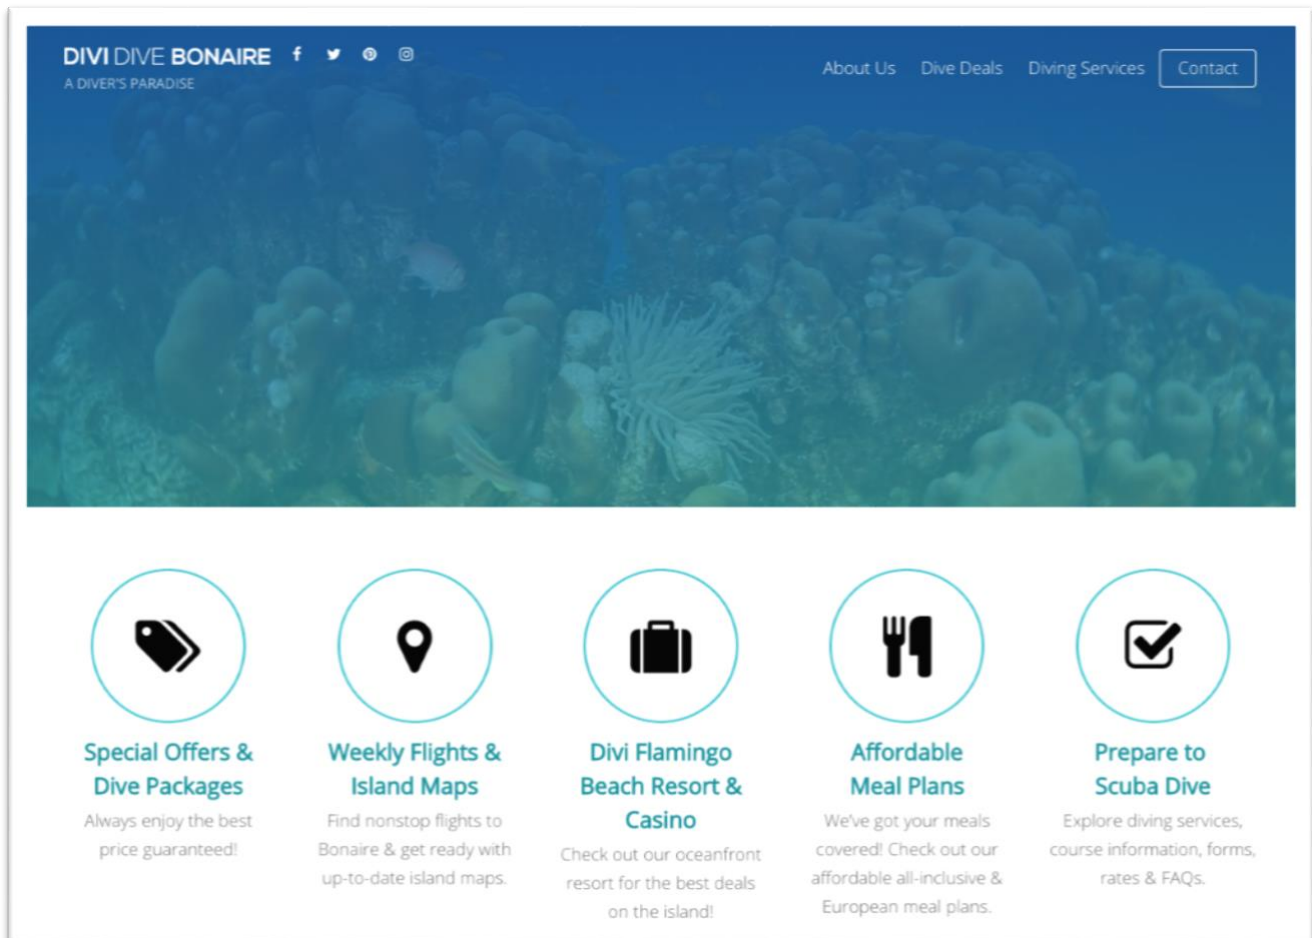 DIVI DIVE BONAIRE
A DIVER'S PARADISE
About Us Dive Deals Diving Services Contact
Special Offers &
Dive Packages
Always enjoy the best
price guaranteed!
Weekly Flights &
Island Maps
Find nonstop flights to
Bonaire & get ready with
up-to-date island maps.
Divi Flamingo
Beach Resort &
Casino
Check out our oceanfront
resort for the best deals
on the island!
Affordable
Meal Plans
We've got your meals
covered! Check out our
affordable all-inclusive &
European meal plans.
Prepare to
Scuba Dive
Explore diving services,
course information, forms,
rates & FAQs.